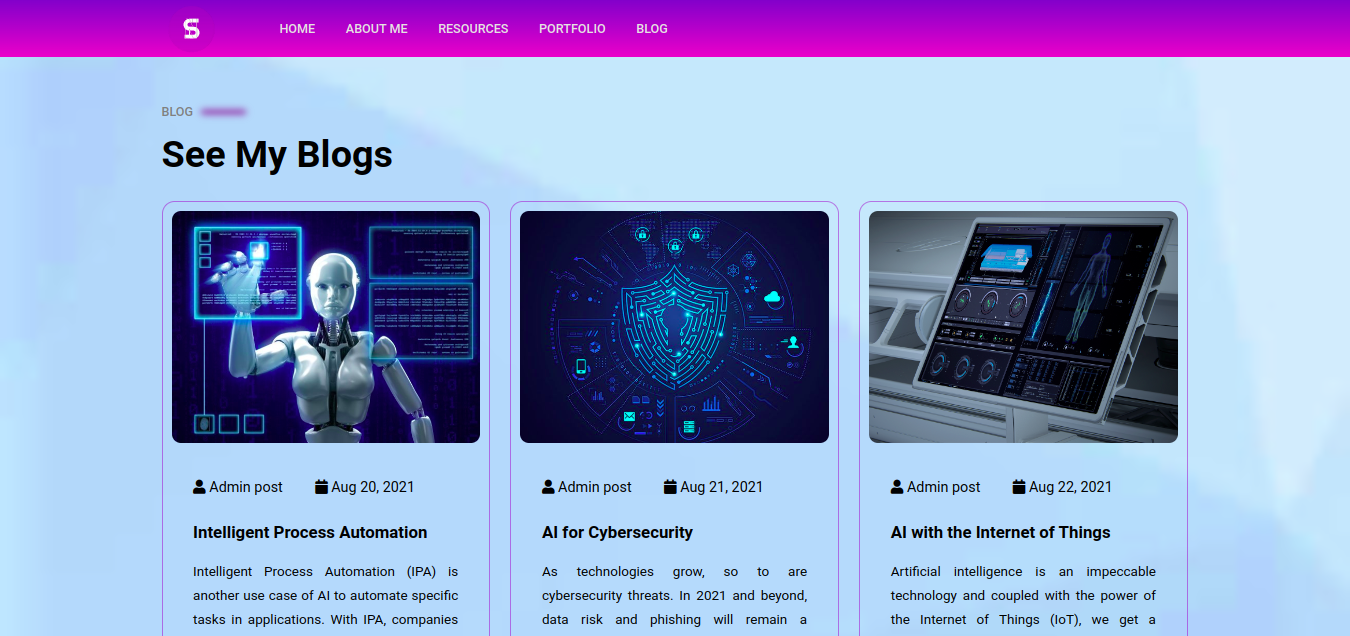 S
HOME ABOUT ME RESOURCES PORTFOLIO BLOG
BLOG
See My Blogs
Admin post Aug 20, 2021
Intelligent Process Automation
Intelligent Process Automation (IPA) is
another use case of AI to automate specific
tasks in applications. With IPA, companies
Admin post Aug 21, 2021
AI for Cybersecurity
As technologies grow, so to are
cybersecurity threats. In 2021 and beyond,
data risk and phishing will remain a
Admin post Aug 22, 2021
AI with the Internet of Things
Artificial intelligence is an impeccable
technology and coupled with the power of
the Internet of Things (IoT), we get a